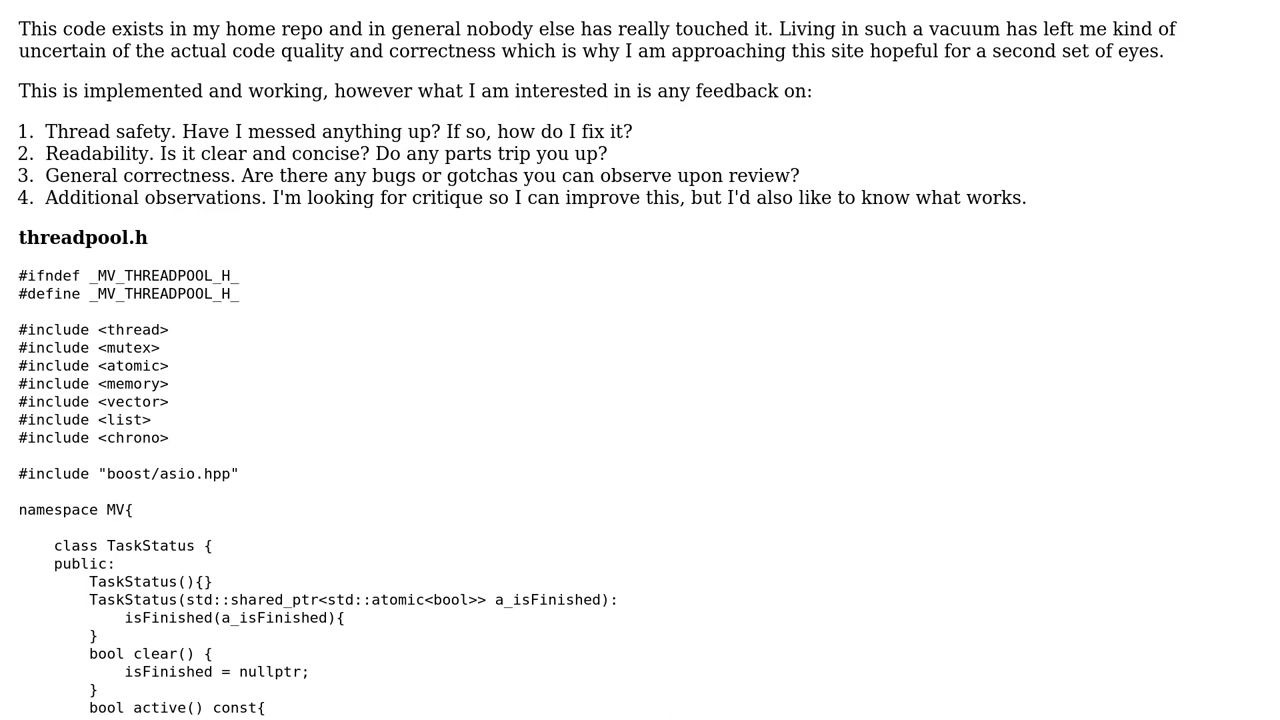 This code exists in my home repo and in general nobody else has really touched it. Living in such a vacuum has left me kind of
uncertain of the actual code quality and correctness which is why I am approaching this site hopeful for a second set of eyes.
This is implemented and working, however what I am interested in is any feedback on:
1. Thread safety. Have I messed anything up? If so, how do I fix it?
2. Readability. Is it clear and concise? Do any parts trip you up?
3. General correctness. Are there any bugs or gotchas you can observe upon review?
4. Additional observations. I'm looking for critique so I can improve this, but I'd also like to know what works.
threadpool.h
#ifndef _MV_THREADPOOL_H_
#define _MV_THREADPOOL_H_
#include <thread>
#include <mutex>
#include <atomic>
#include <memory>
#include <vector>
#include <list>
#include <chrono>
#include "boost/asio.hpp"
namespace MV{
    class TaskStatus {
    public:
        TaskStatus(){}
        TaskStatus(std::shared_ptr<std::atomic<bool>> a_isFinished):
            isFinished(a_isFinished){
        }
        bool clear() {
            isFinished = nullptr;
        }
        bool active() const{